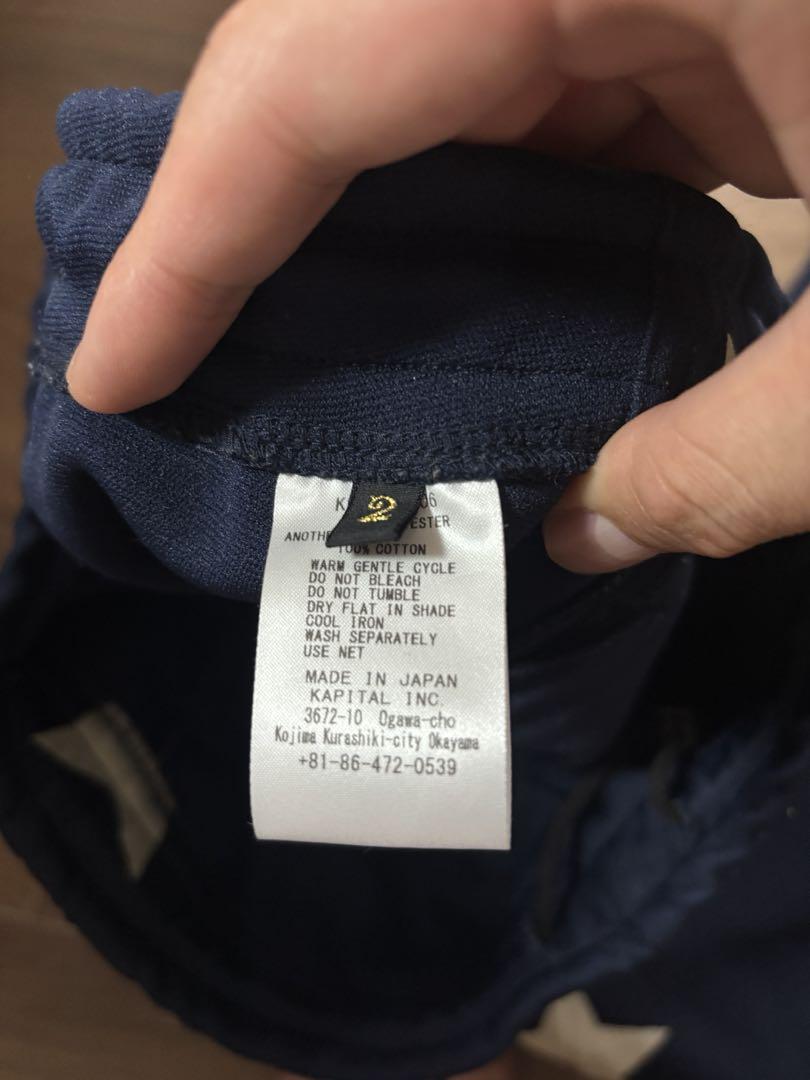 2
100% COTTON
WARM GENTLE CYCLE
DO NOT BLEACH
DO NOT TUMBLE
DRY FLAT IN SHADE
COOL IRON
WASH SEPARATELY
USE NET
MADE IN JAPAN
KAPITAL INC.
3672-10 Ogawa-cho
Kojima Kurashiki-city Okayama
+81-86-472-0539